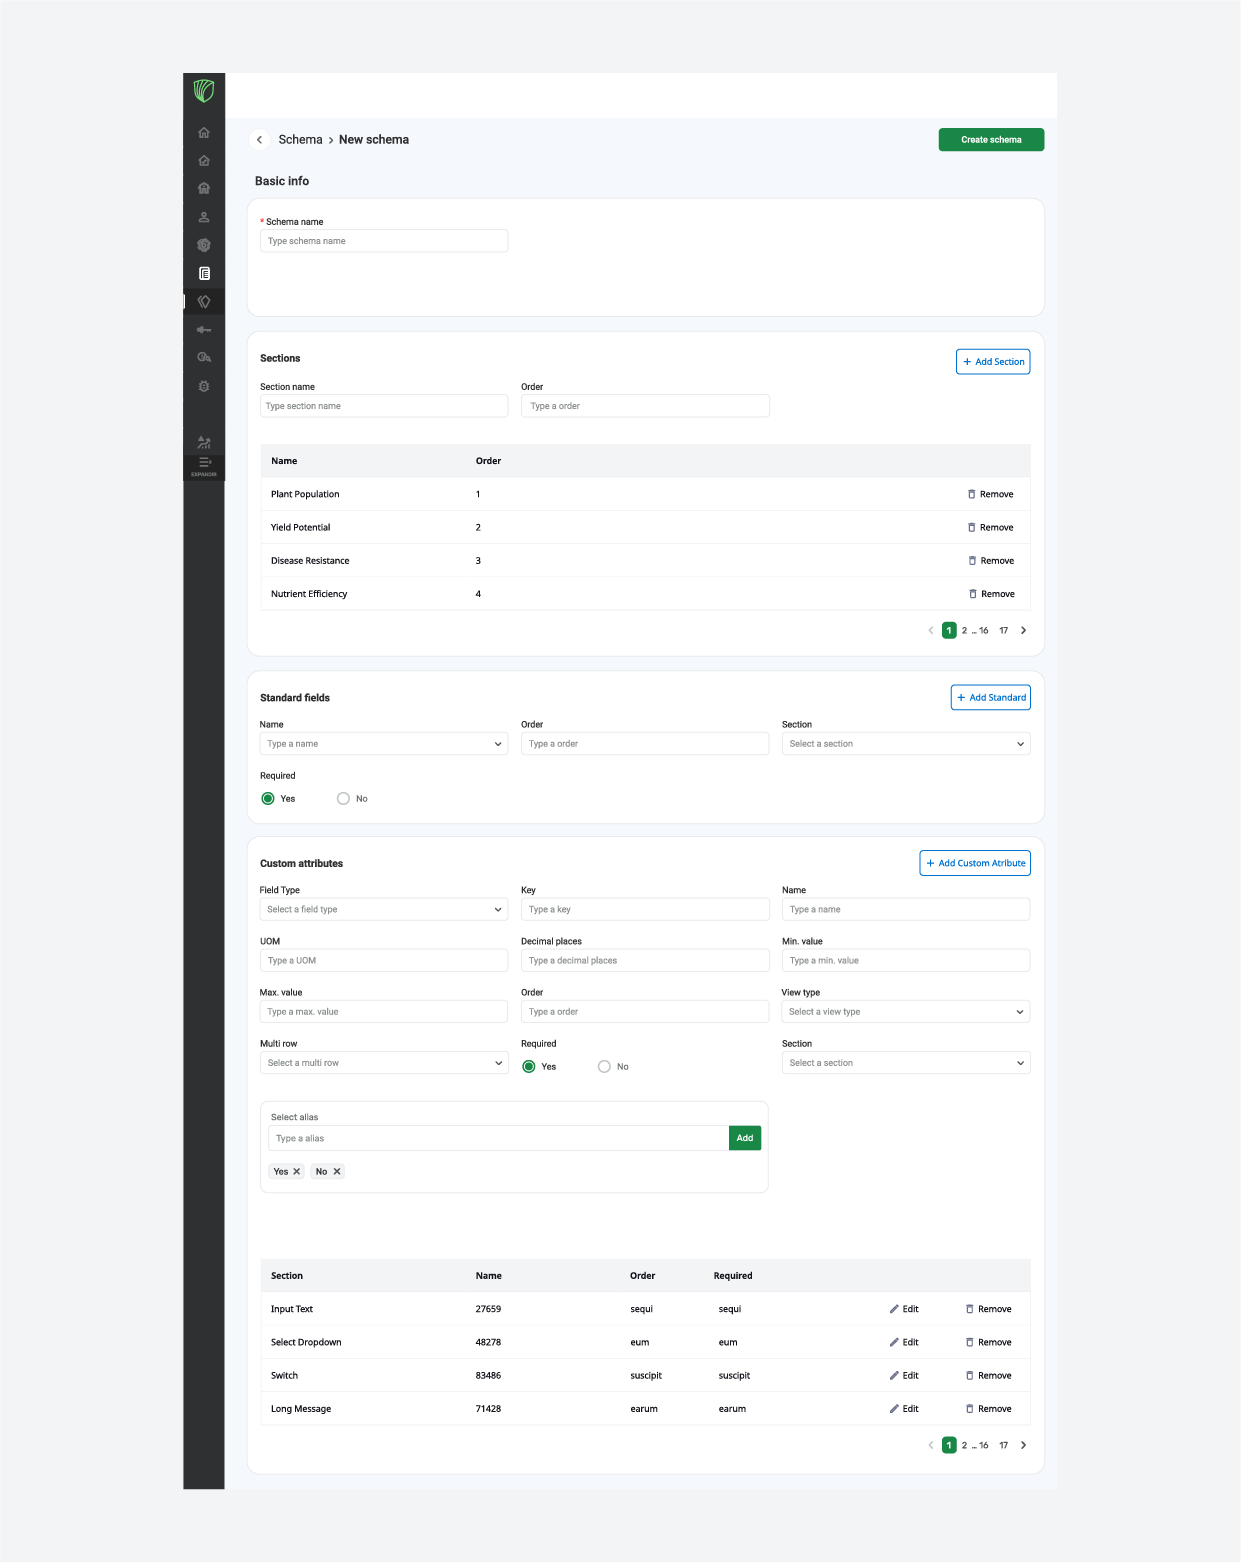 Schema > New schema
Create schema
Basic info
* Schema name
Type schema name
Sections
+ Add Section
Section name
Order
Type section name
Type a order
Name Order
Plant Population 1 Remove
Yield Potential 2 Remove
Disease Resistance 3 Remove
Nutrient Efficiency 4 Remove
1 2 ... 16 17
EXPANDIR
Standard fields
+ Add Standard
Name Order Section
Type a name Type a order Select a section
Required
Yes No
Custom attributes
+ Add Custom Atribute
Field Type Key Name
Select a field type Type a key Type a name
UOM Decimal places Min. value
Type a UOM Type a decimal places Type a min. value
Max. value Order View type
Type a max. value Type a order Select a view type
Multi row Required Section
Select a multi row Yes No Select a section
Select alias
Type a alias Add
Yes No
Section Name Order Required
Input Text 27659 sequi sequi Edit Remove
Select Dropdown 48278 eum eum Edit Remove
Switch 83486 suscipit suscipit Edit Remove
Long Message 71428 earum earum Edit Remove
1 2 ... 16 17